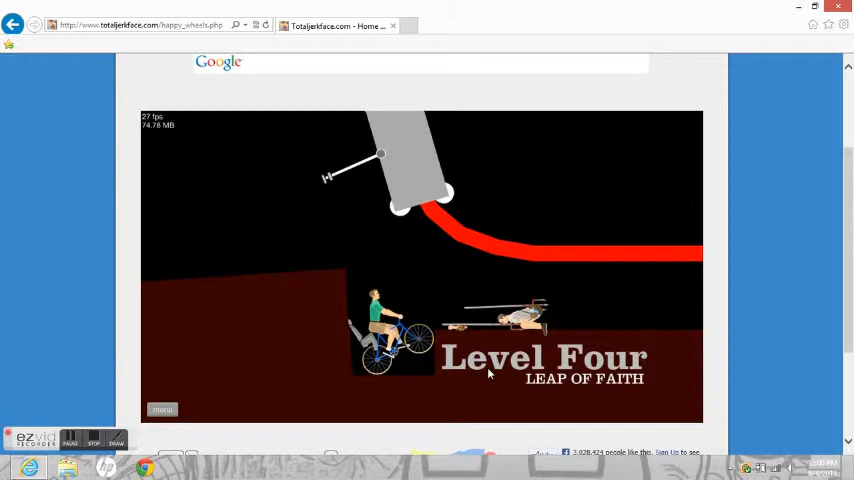 http://www.totaljerkface.com/happy_wheels.php
Totaljerkface.com - Home ...
Google
27 fps
74.78 MB
Level Four
LEAP OF FAITH
menu
ezvid
RECORDER
PAUSE
STOP
DRAW
3,028,424 people like this. Sign Up to see
hp